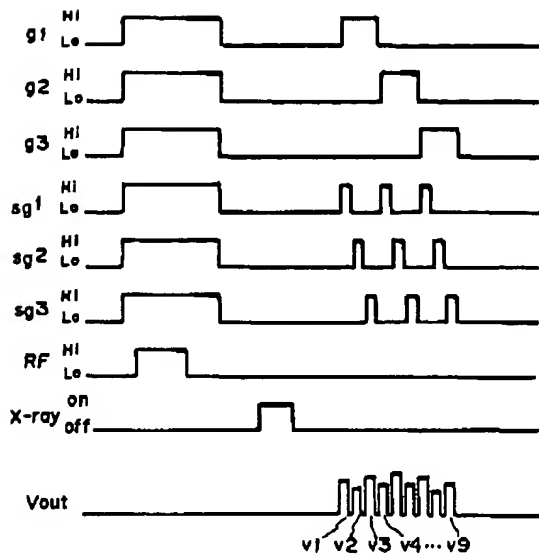 g1 Hi
Lo
g2 Hi
Lo
g3 Hi
Lo
sg1 Hi
Lo
sg2 Hi
Lo
sg3 Hi
Lo
RF Hi
Lo
X-ray on
off
Vout
v1 v2 v3 v4 ··· v9